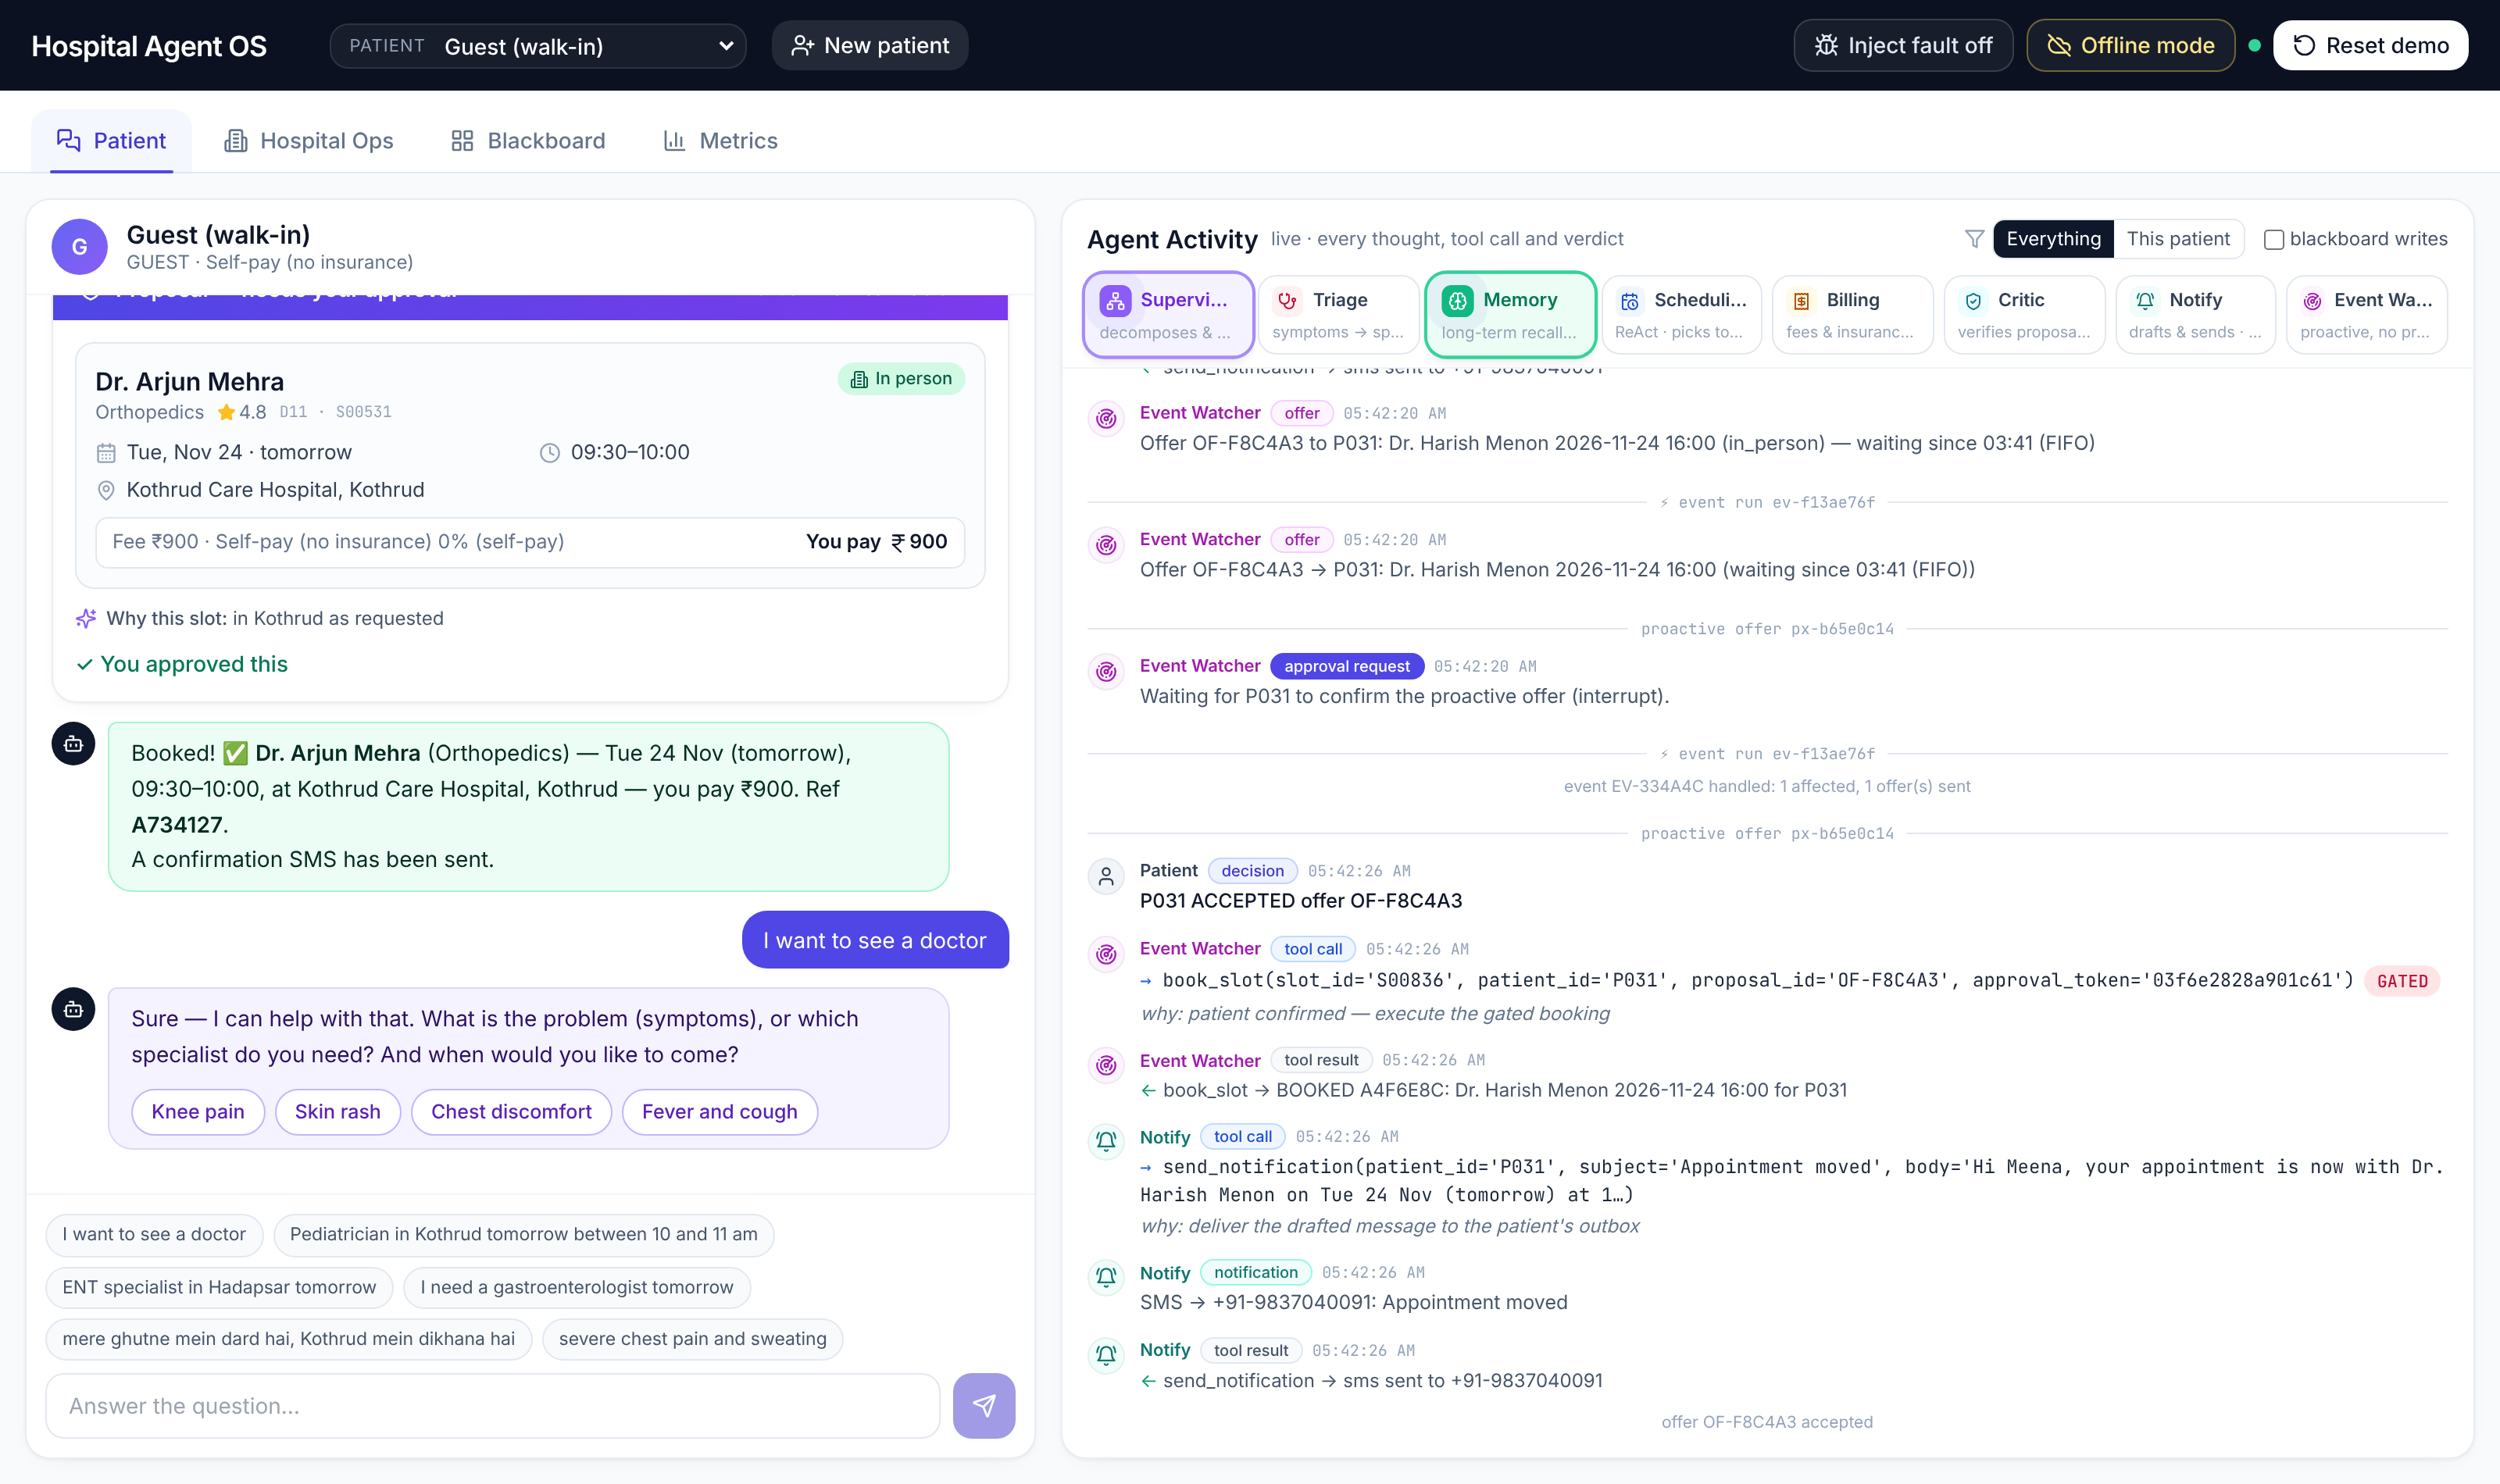 Hospital Agent OS
PATIENT Guest (walk-in)
New patient
Inject fault off
Offline mode
Reset demo
Patient
Hospital Ops
Blackboard
Metrics
G
Guest (walk-in)
GUEST · Self-pay (no insurance)
Proposal — needs your approval
Dr. Arjun Mehra
In person
Orthopedics 4.8 D11 · S00531
Tue, Nov 24 · tomorrow
09:30–10:00
Kothrud Care Hospital, Kothrud
Fee ₹900 · Self-pay (no insurance) 0% (self-pay)
You pay ₹900
Why this slot: in Kothrud as requested
✓ You approved this
Booked! ✅ Dr. Arjun Mehra (Orthopedics) — Tue 24 Nov (tomorrow),
09:30–10:00, at Kothrud Care Hospital, Kothrud — you pay ₹900. Ref
A734127.
A confirmation SMS has been sent.
I want to see a doctor
Sure — I can help with that. What is the problem (symptoms), or which
specialist do you need? And when would you like to come?
Knee pain
Skin rash
Chest discomfort
Fever and cough
I want to see a doctor
Pediatrician in Kothrud tomorrow between 10 and 11 am
ENT specialist in Hadapsar tomorrow
I need a gastroenterologist tomorrow
mere ghutne mein dard hai, Kothrud mein dikhana hai
severe chest pain and sweating
Answer the question...
Agent Activity live · every thought, tool call and verdict
Everything
This patient
blackboard writes
Supervi...
decomposes & ...
Triage
symptoms → sp...
Memory
long-term recall...
Scheduli...
ReAct · picks to...
Billing
fees & insuranc...
Critic
verifies proposa...
Notify
drafts & sends · ...
Event Wa...
proactive, no pr...
← send_notification → sms sent to +91-9837040091
Event Watcher offer 05:42:20 AM
Offer OF-F8C4A3 to P031: Dr. Harish Menon 2026-11-24 16:00 (in_person) — waiting since 03:41 (FIFO)
⚡ event run ev-f13ae76f
Event Watcher offer 05:42:20 AM
Offer OF-F8C4A3 → P031: Dr. Harish Menon 2026-11-24 16:00 (waiting since 03:41 (FIFO))
proactive offer px-b65e0c14
Event Watcher approval request 05:42:20 AM
Waiting for P031 to confirm the proactive offer (interrupt).
⚡ event run ev-f13ae76f
event EV-334A4C handled: 1 affected, 1 offer(s) sent
proactive offer px-b65e0c14
Patient decision 05:42:26 AM
P031 ACCEPTED offer OF-F8C4A3
Event Watcher tool call 05:42:26 AM
→ book_slot(slot_id='S00836', patient_id='P031', proposal_id='OF-F8C4A3', approval_token='03f6e2828a901c61') GATED
why: patient confirmed — execute the gated booking
Event Watcher tool result 05:42:26 AM
← book_slot → BOOKED A4F6E8C: Dr. Harish Menon 2026-11-24 16:00 for P031
Notify tool call 05:42:26 AM
→ send_notification(patient_id='P031', subject='Appointment moved', body='Hi Meena, your appointment is now with Dr.
Harish Menon on Tue 24 Nov (tomorrow) at 1…)
why: deliver the drafted message to the patient's outbox
Notify notification 05:42:26 AM
SMS → +91-9837040091: Appointment moved
Notify tool result 05:42:26 AM
← send_notification → sms sent to +91-9837040091
offer OF-F8C4A3 accepted